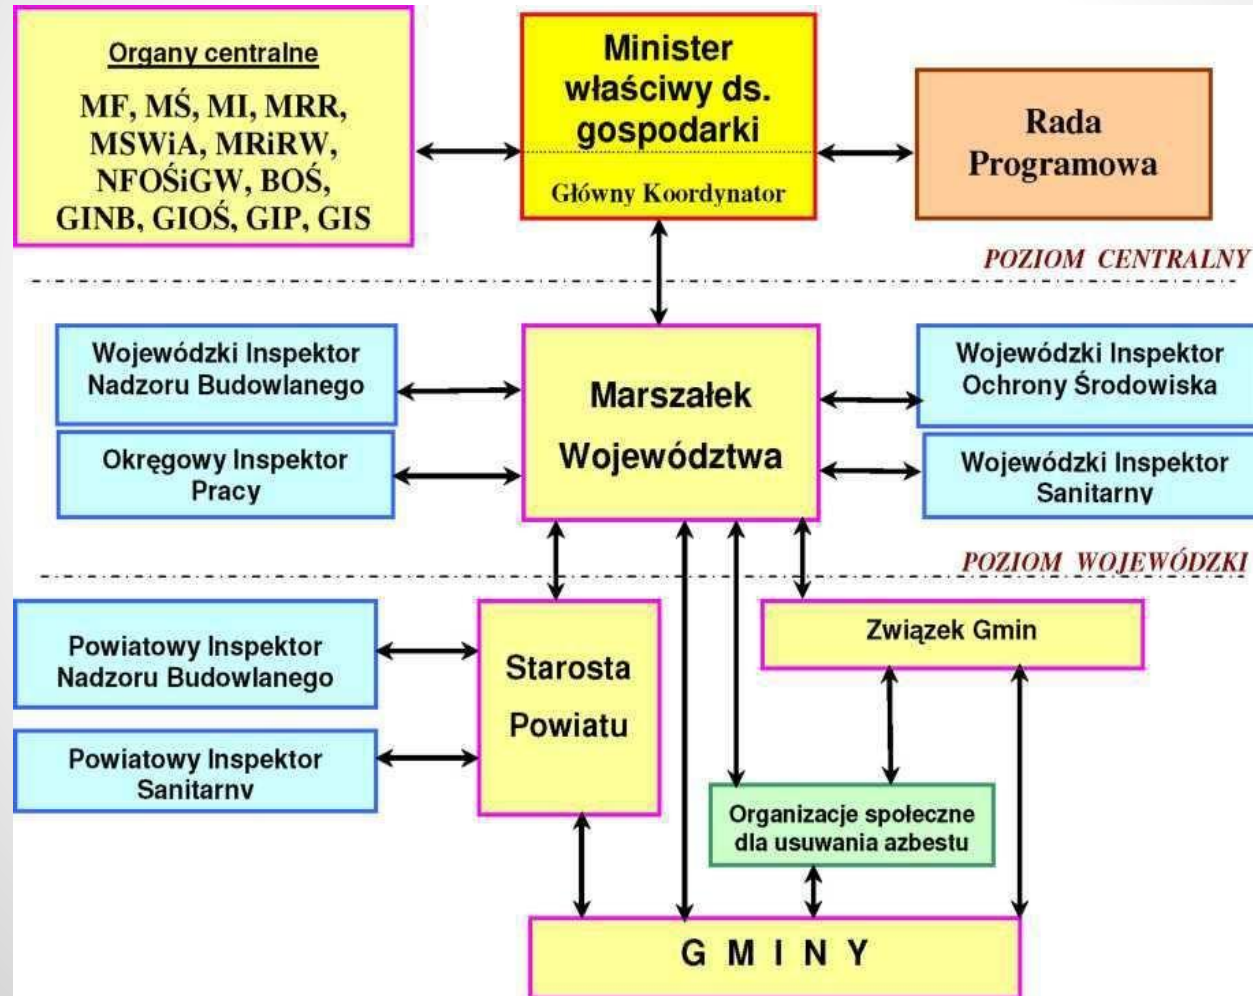 Organy centralne
MF, MŚ, MI, MRR,
MSWiA, MRiRW,
NFOŚiGW, BOŚ,
GINB, GIOŚ, GIP, GIS
Minister
właściwy ds.
gospodarki
Główny Koordynator
Rada
Programowa
POZIOM CENTRALNY
Wojewódzki Inspektor
Nadzoru Budowlanego
Okręgowy Inspektor
Pracy
Marszałek
Województwa
Wojewódzki Inspektor
Ochrony Środowiska
Wojewódzki Inspektor
Sanitarny
POZIOM WOJEWÓDZKI
Powiatowy Inspektor
Nadzoru Budowlanego
Powiatowy Inspektor
Sanitarny
Starosta
Powiatu
Związek Gmin
Organizacje społeczne
dla usuwania azbestu
G M I N Y